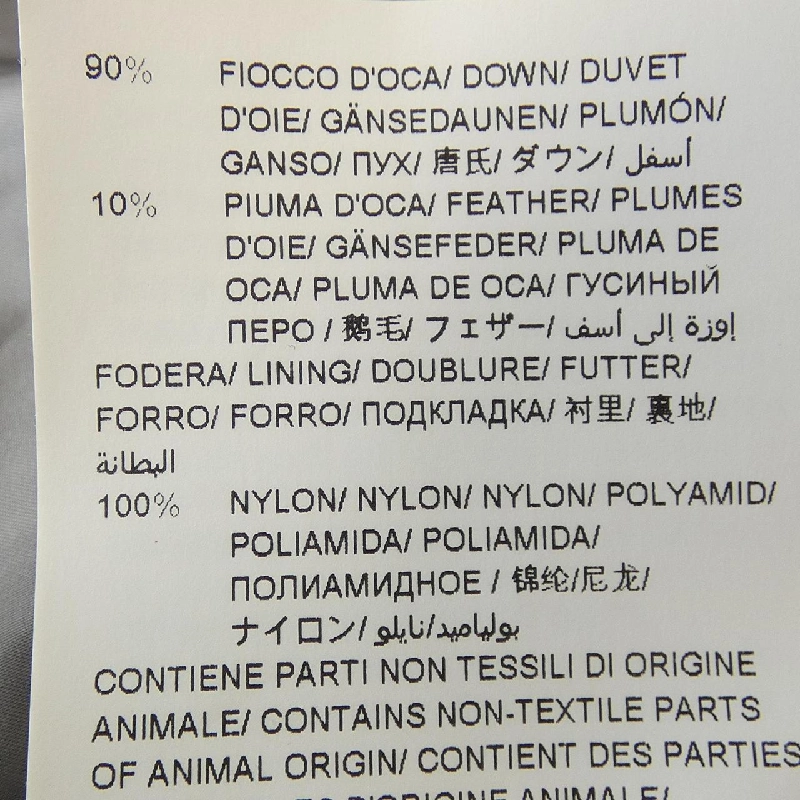 90% FIOCCO D'OCA/ DOWN/ DUVET
D'OIE/ GÄNSEDAUNEN/ PLUMÓN/
GANSO/ ПУХ/ 唐氏/ ダウン/ أسفل
10% PIUMA D'OCA/ FEATHER/ PLUMES
D'OIE/ GÄNSEFEDER/ PLUMA DE
OCA/ PLUMA DE OCA/ ГУСИНЫЙ
ПЕРО / 鹅毛/ フェザー/ إوزة إلى أسف
FODERA/ LINING/ DOUBLURE/ FUTTER/
FORRO/ FORRO/ ПОДКЛАДКА/ 衬里/ 裏地/
البطانة
100% NYLON/ NYLON/ NYLON/ POLYAMID/
POLIAMIDA/ POLIAMIDA/
ПОЛИАМИДНОЕ / 锦纶/尼龙/
ナイロン/ بولياميد/نايلو
CONTIENE PARTI NON TESSILI DI ORIGINE
ANIMALE/ CONTAINS NON-TEXTILE PARTS
OF ANIMAL ORIGIN/ CONTIENT DES PARTIES
D'ORIGINE ANIMALE/